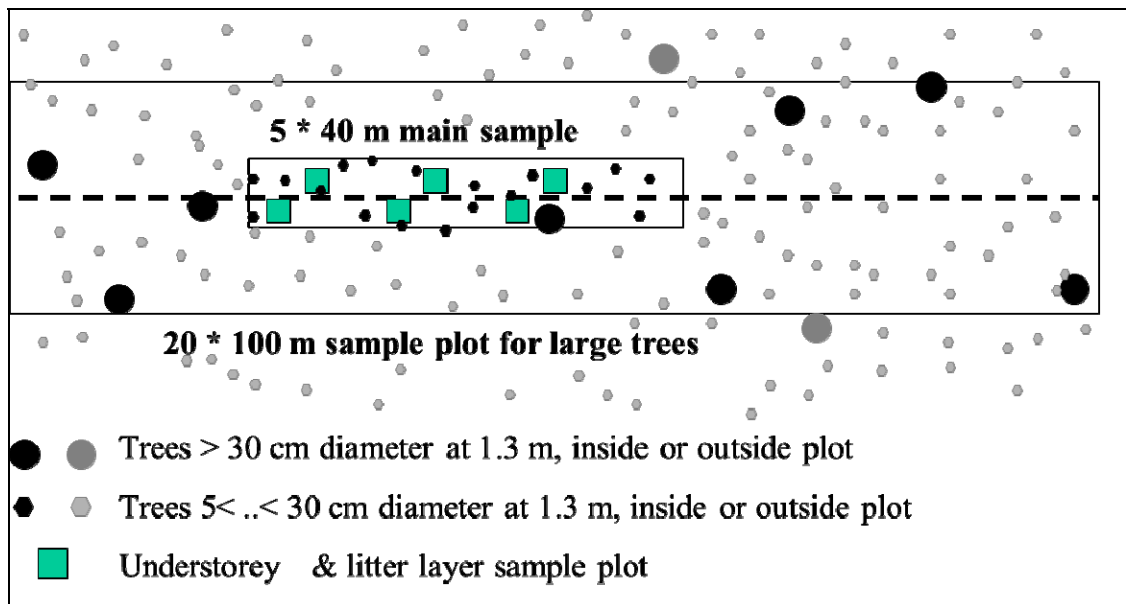 5 * 40 m main sample
20 * 100 m sample plot for large trees
Trees > 30 cm diameter at 1.3 m, inside or outside plot
Trees 5< ..< 30 cm diameter at 1.3 m, inside or outside plot
Understorey & litter layer sample plot